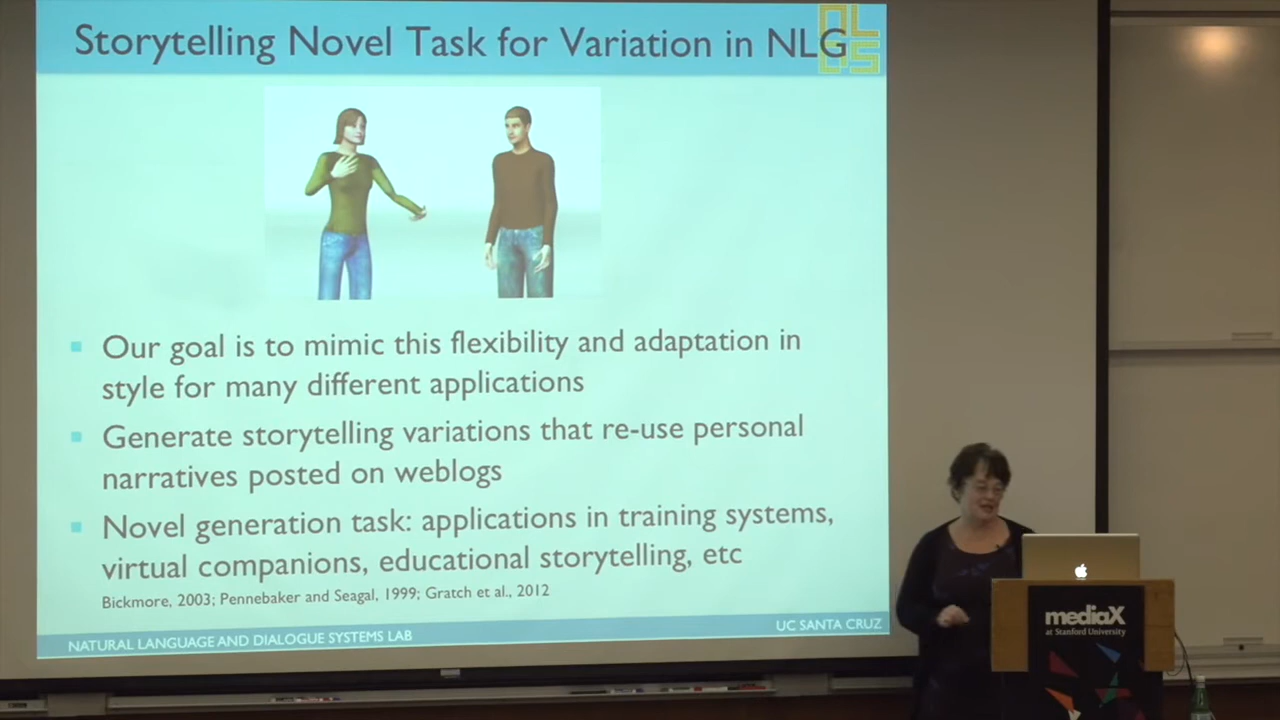 Storytelling Novel Task for Variation in NLG
NLDS
Our goal is to mimic this flexibility and adaptation in
style for many different applications
Generate storytelling variations that re-use personal
narratives posted on weblogs
Novel generation task: applications in training systems,
virtual companions, educational storytelling, etc
Bickmore, 2003; Pennebaker and Seagal, 1999; Gratch et al., 2012
NATURAL LANGUAGE AND DIALOGUE SYSTEMS LAB
UC SANTA CRUZ
mediaX
at Stanford University